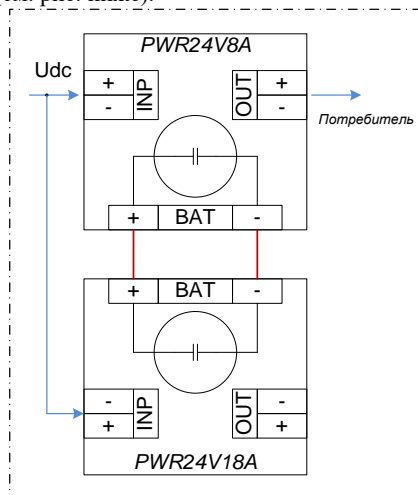 PWR24V8A
Udc
+
-
INP
OUT
+
-
Потребитель
+ BAT -
+ BAT -
-
+
INP
OUT
-
+
PWR24V18A